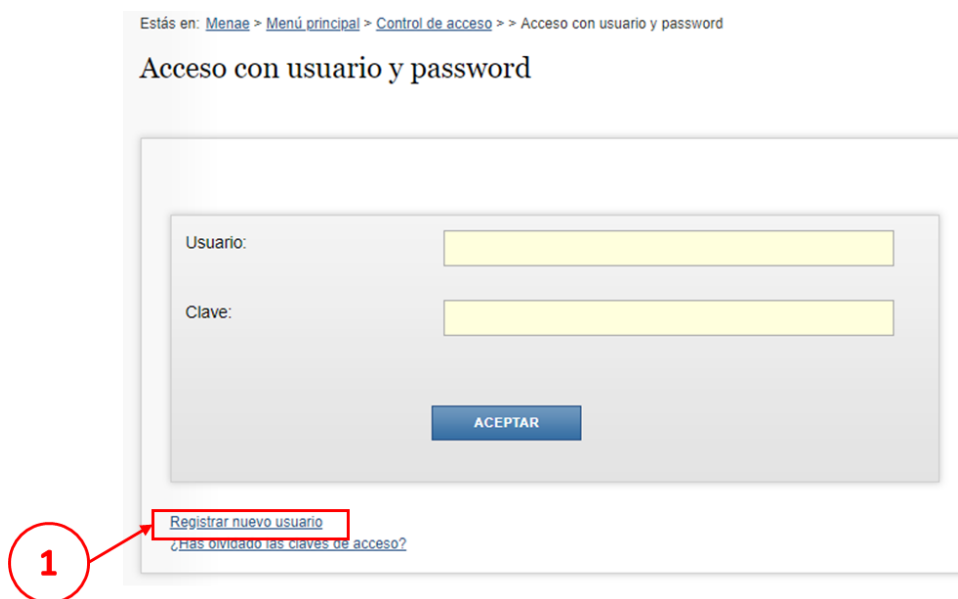 Estás en: Menae > Menú principal > Control de acceso > > Acceso con usuario y password
Acceso con usuario y password
Usuario:
Clave:
ACEPTAR
Registrar nuevo usuario
¿Has olvidado las claves de acceso?
1